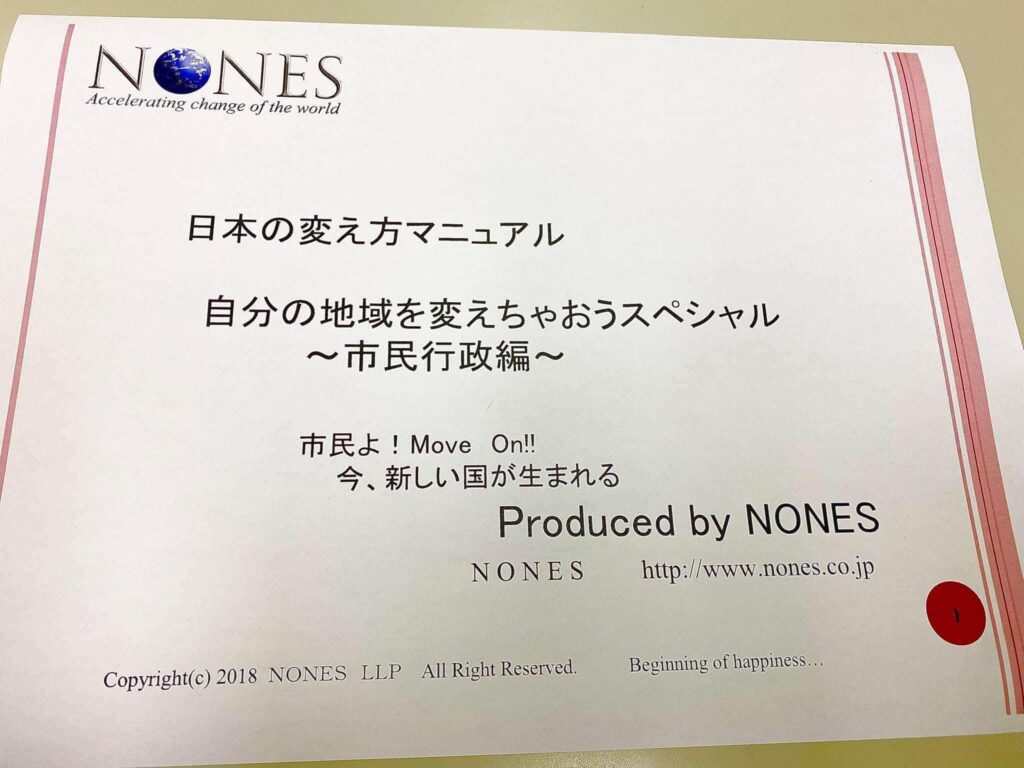 NONES
Accelerating change of the world
日本の変え方マニュアル
自分の地域を変えちゃおうスペシャル
～市民行政編～
市民よ！Move On!!
今、新しい国が生まれる
Produced by NONES
NONES http://www.nones.co.jp
1
Copyright(c) 2018 NONES LLP All Right Reserved. Beginning of happiness…